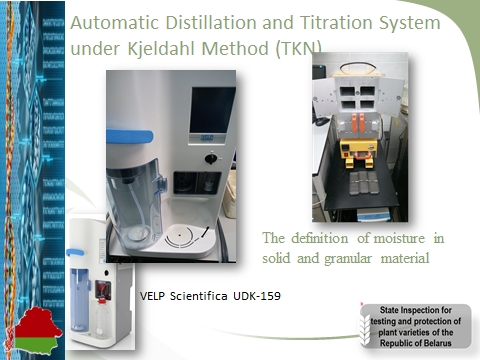 Automatic Distillation and Titration System
under Kjeldahl Method (TKN)
The definition of moisture in
solid and granular material
VELP Scientifica UDK-159
State Inspection for
testing and protection of
plant varieties of the
Republic of Belarus